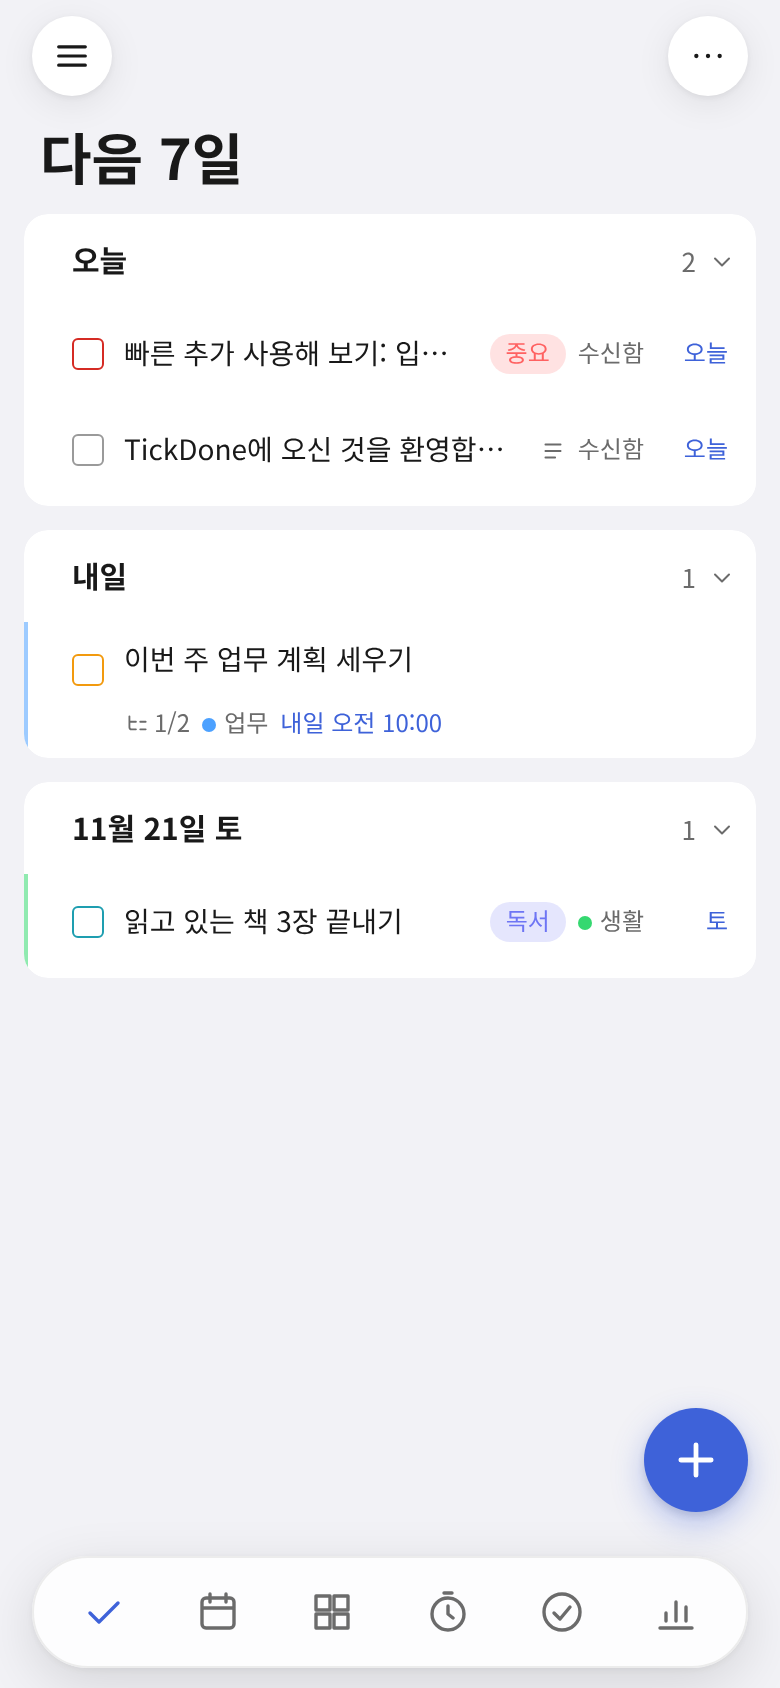 다음 7일
오늘 2
빠른 추가 사용해 보기: 입… 중요 수신함 오늘
TickDone에 오신 것을 환영합… 수신함 오늘
내일 1
이번 주 업무 계획 세우기
1/2 업무 내일 오전 10:00
11월 21일 토 1
읽고 있는 책 3장 끝내기 독서 생활 토